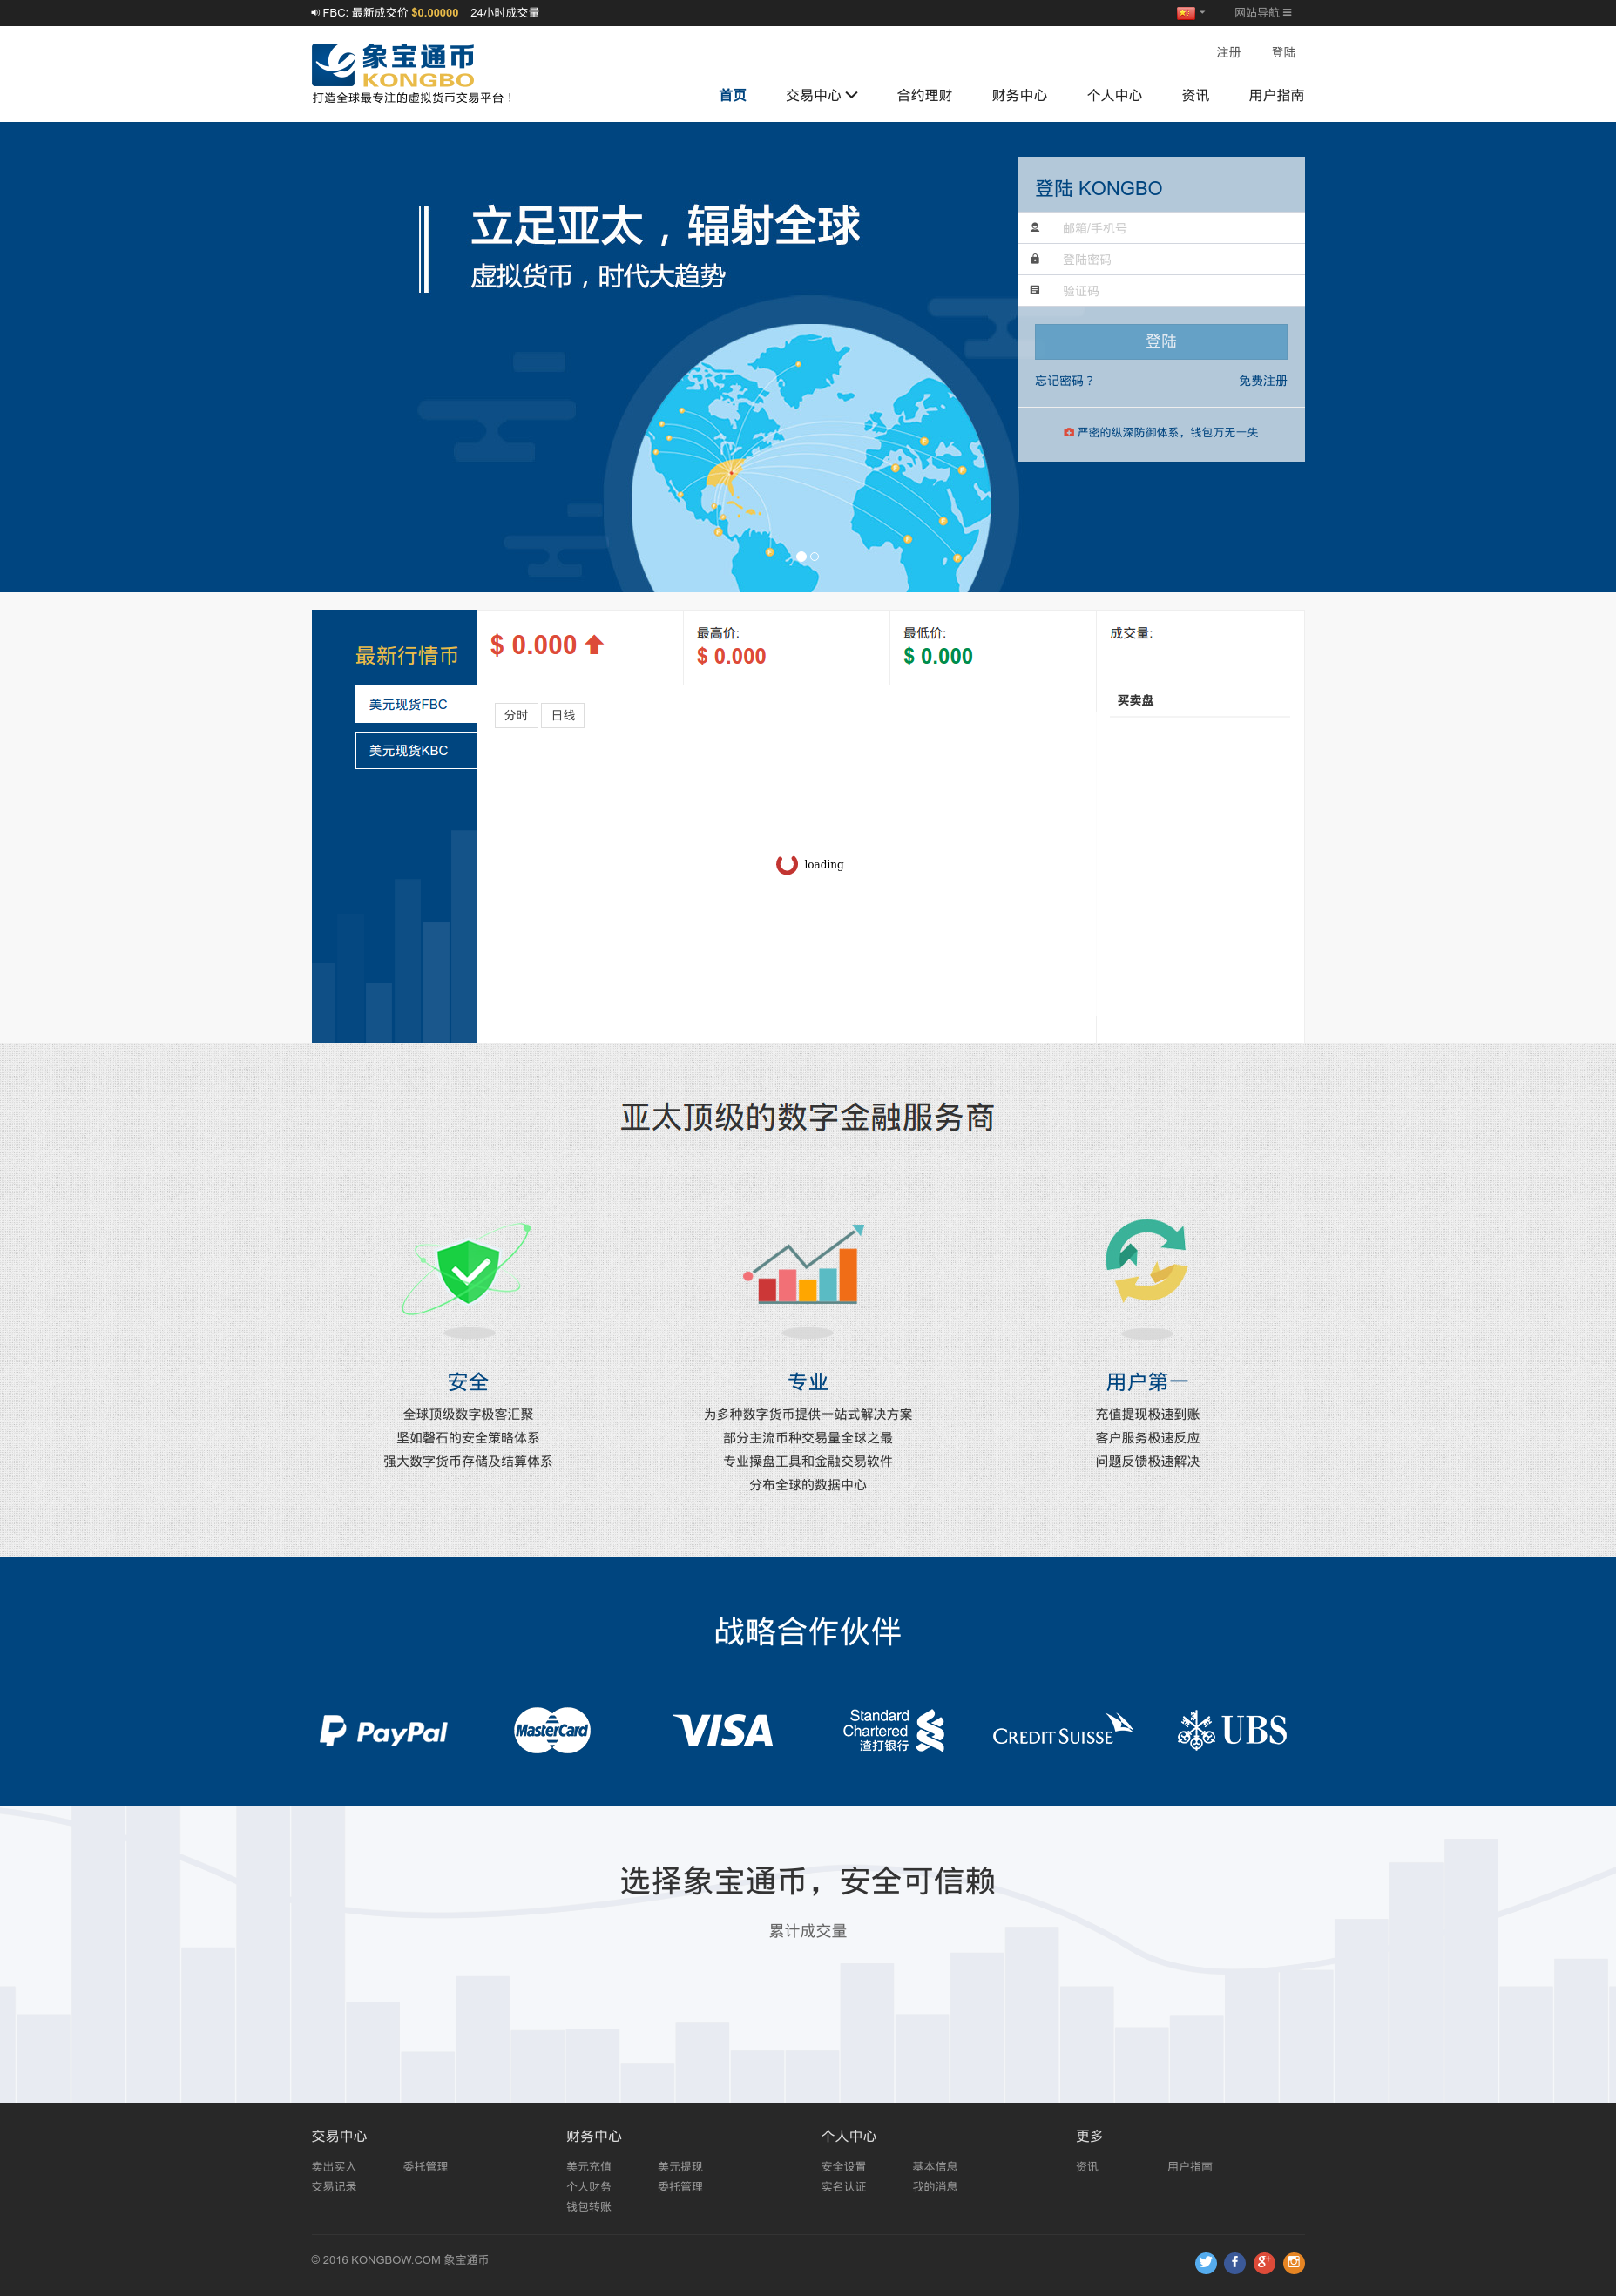 FBC: 最新成交价 $0.00000 24小时成交量
网站导航
象宝通币
KONGBO
打造全球最专注的虚拟货币交易平台！
注册 登陆
首页 交易中心 合约理财 财务中心 个人中心 资讯 用户指南
立足亚太，辐射全球
虚拟货币，时代大趋势
登陆 KONGBO
邮箱/手机号
登陆密码
验证码
登陆
忘记密码？ 免费注册
严密的纵深防御体系，钱包万无一失
最新行情币
美元现货FBC
美元现货KBC
$ 0.000
最高价:
$ 0.000
最低价:
$ 0.000
成交量:
分时 日线
买卖盘
loading
亚太顶级的数字金融服务商
安全
全球顶级数字极客汇聚
坚如磬石的安全策略体系
强大数字货币存储及结算体系
专业
为多种数字货币提供一站式解决方案
部分主流币种交易量全球之最
专业操盘工具和金融交易软件
分布全球的数据中心
用户第一
充值提现极速到账
客户服务极速反应
问题反馈极速解决
战略合作伙伴
PayPal
MasterCard
VISA
Standard
Chartered
渣打银行
CREDIT SUISSE
UBS
选择象宝通币，安全可信赖
累计成交量
交易中心
卖出买入 委托管理
交易记录
财务中心
美元充值 美元提现
个人财务 委托管理
钱包转账
个人中心
安全设置 基本信息
实名认证 我的消息
更多
资讯 用户指南
© 2016 KONGBOW.COM 象宝通币